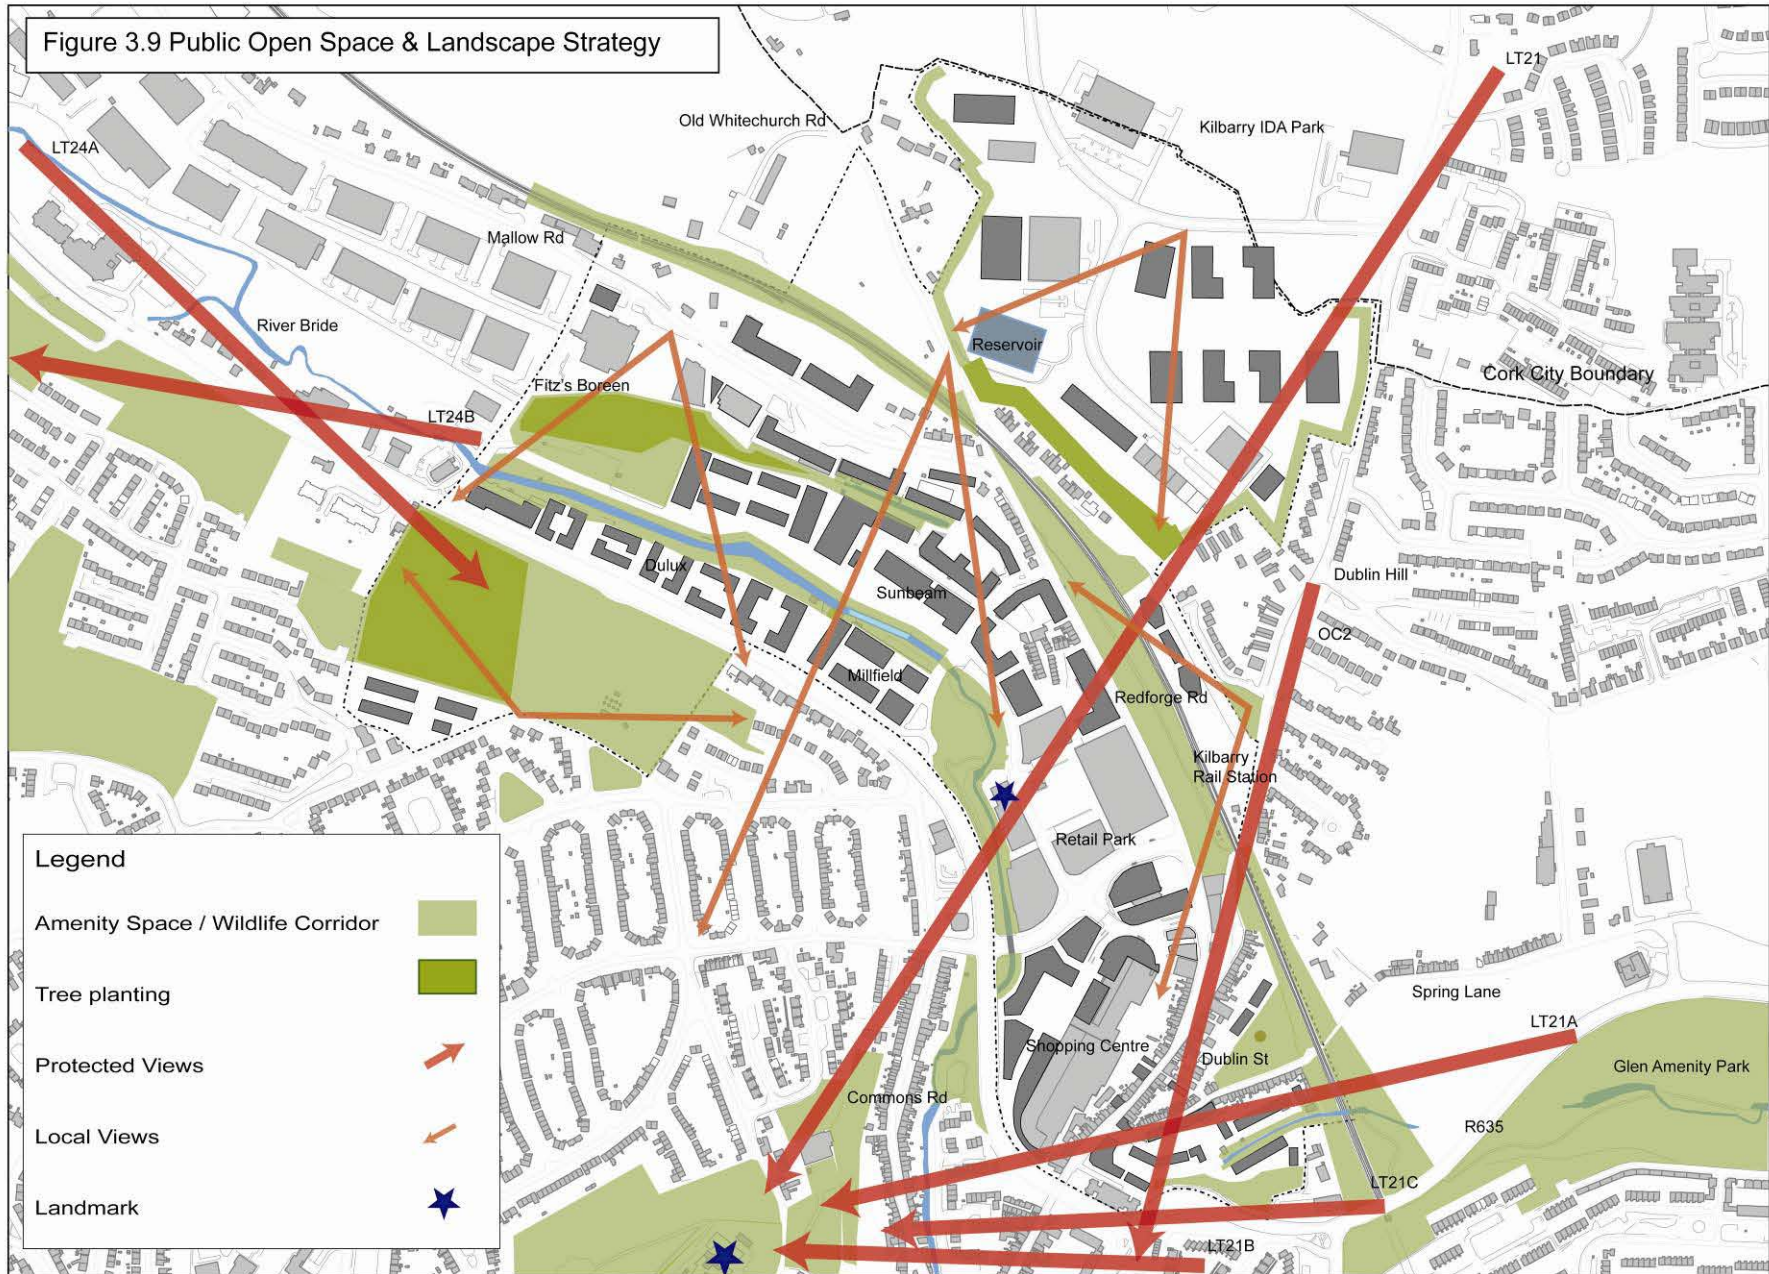 Figure 3.9 Public Open Space & Landscape Strategy
LT21
Old Whitechurch Rd
Kilbarry IDA Park
LT24A
Mallow Rd
River Bride
Reservoir
Cork City Boundary
Fitz's Boreen
LT24B
Dulux
Sunbeam
Dublin Hill
OC2
Millfield
Redforge Rd
Kilbarry
Rail Station
Retail Park
Legend
Amenity Space / Wildlife Corridor
Tree planting
Protected Views
Local Views
Landmark
Spring Lane
LT21A
Shopping Centre
Dublin St
Glen Amenity Park
Commons Rd
R635
LT21C
LT21B